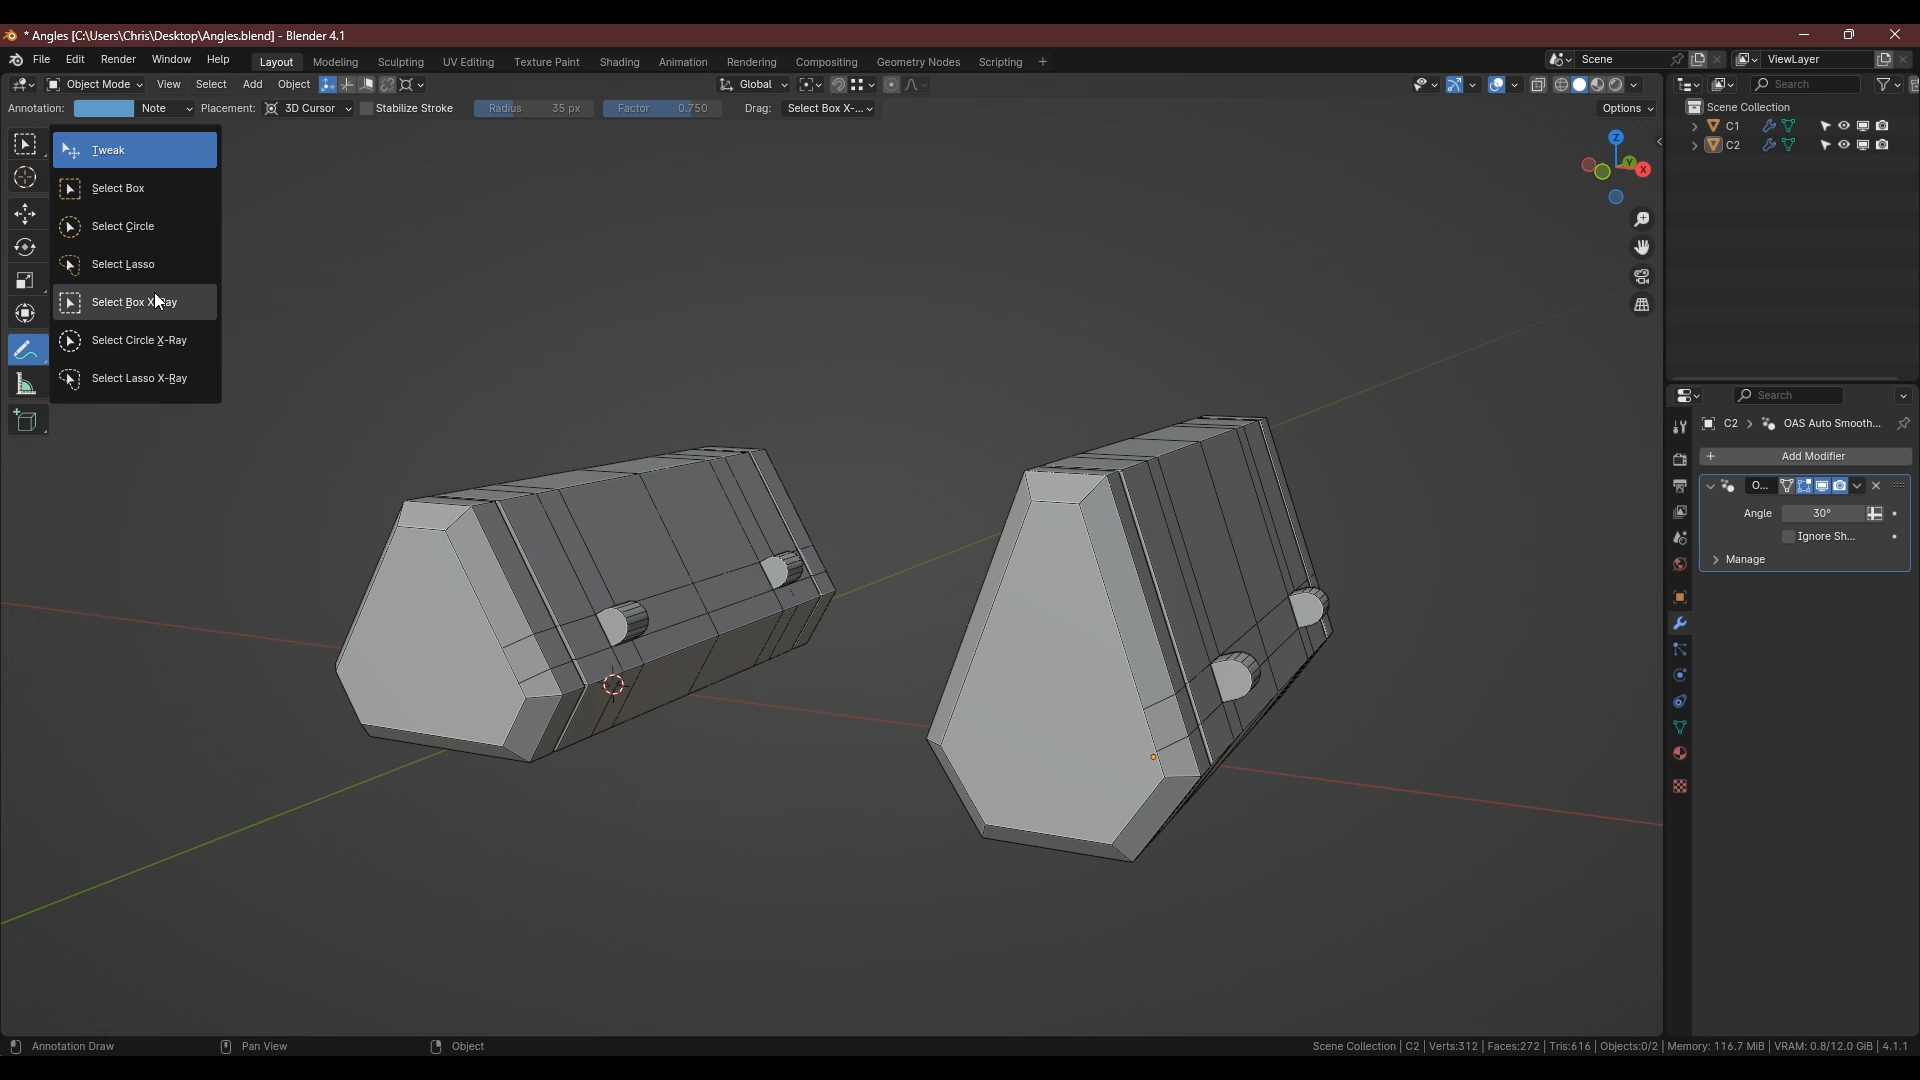 * Angles [C:\Users\Chris\Desktop\Angles.blend] - Blender 4.1
File Edit Render Window Help Layout Modeling Sculpting UV Editing Texture Paint Shading Animation Rendering Compositing Geometry Nodes Scripting + Scene ViewLayer
Object Mode View Select Add Object Global Search
Annotation: Note Placement: 3D Cursor Stabilize Stroke Radius 35 px Factor 0.750 Drag: Select Box X-... Options
Scene Collection
C1
C2
Tweak
Select Box
Select Circle
Select Lasso
Select Box X-Ray
Select Circle X-Ray
Select Lasso X-Ray
Z
Y
X
Search
C2 > OAS Auto Smooth...
+ Add Modifier
O...
Angle 30°
Ignore Sh...
Manage
Annotation Draw Pan View Object Scene Collection | C2 | Verts:312 | Faces:272 | Tris:616 | Objects:0/2 | Memory: 116.7 MiB | VRAM: 0.8/12.0 GiB | 4.1.1